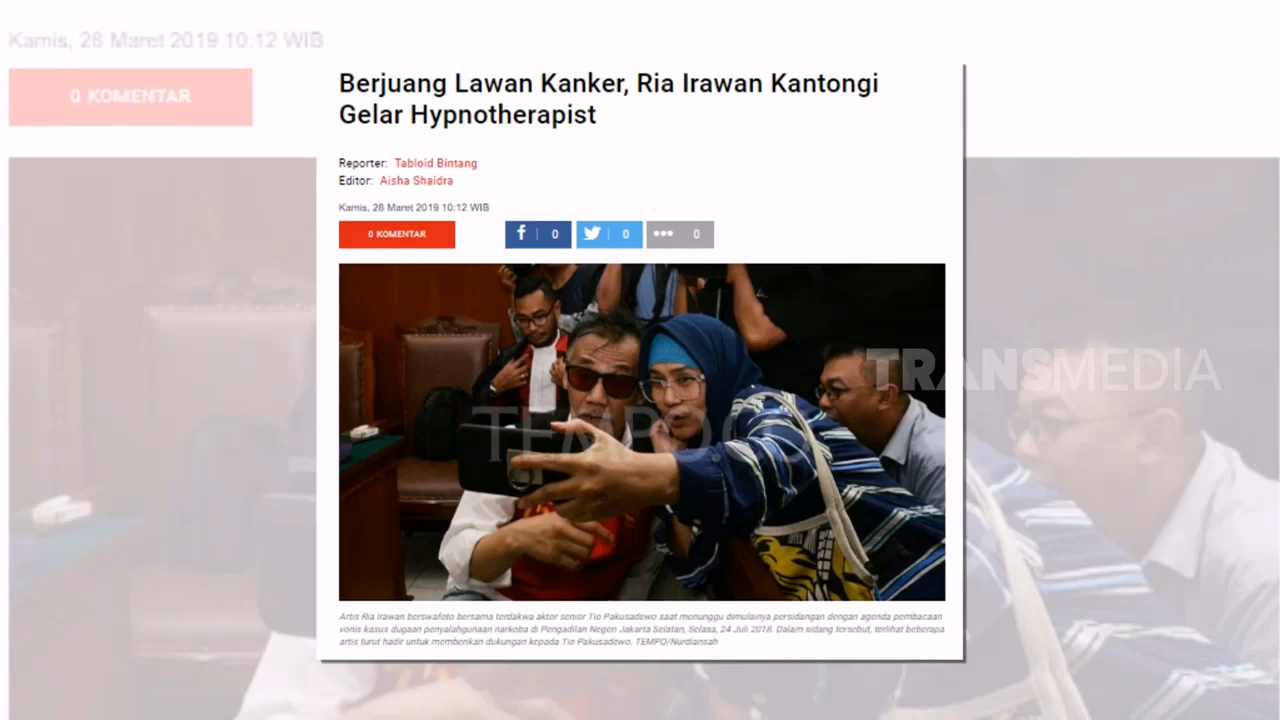 Kamis, 28 Maret 2019 10:12 WIB
0 KOMENTAR
Berjuang Lawan Kanker, Ria Irawan Kantongi
Gelar Hypnotherapist
Reporter: Tabloid Bintang
Editor: Aisha Shaidra
Kamis, 28 Maret 2019 10:12 WIB
0 KOMENTAR
0
0
0
TRANSMEDIA
TEMPO.CO
Artis Ria Irawan berswafoto bersama terdakwa aktor senior Tio Pakusadewo saat menunggu dimulainya persidangan dengan agenda pembacaan
vonis kasus dugaan penyalahgunaan narkoba di Pengadilan Negeri Jakarta Selatan, Selasa, 24 Juli 2018. Dalam sidang tersebut, terlihat beberapa
artis turut hadir untuk memberikan dukungan kepada Tio Pakusadewo. TEMPO/Nurdiansah